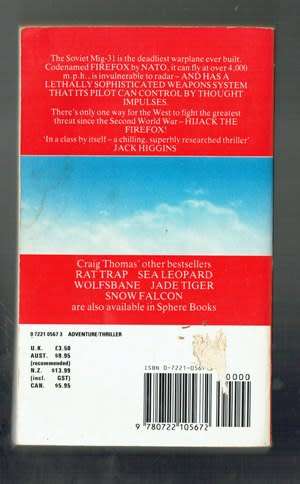 The Soviet Mig-31 is the deadliest warplane ever built.
Codenamed FIREFOX by NATO, it can fly at over 4,000
m.p.h., is invulnerable to radar – AND HAS A
LETHALLY SOPHISTICATED WEAPONS SYSTEM
THAT ITS PILOT CAN CONTROL BY THOUGHT
IMPULSES.
There's only one way for the West to fight the greatest
threat since the Second World War – HIJACK THE
FIREFOX!
'In a class by itself – a chilling, superbly researched thriller'
JACK HIGGINS
Craig Thomas' other bestsellers
RAT TRAP SEA LEOPARD
WOLFSBANE JADE TIGER
SNOW FALCON
are also available in Sphere Books
0 7221 0567 3 ADVENTURE/THRILLER
U.K. £3.50
AUST. $8.95
(recommended)
N.Z. $13.99
(incl. GST)
CAN. $5.95
ISBN 0-7221-056
00000
9 780722 105672